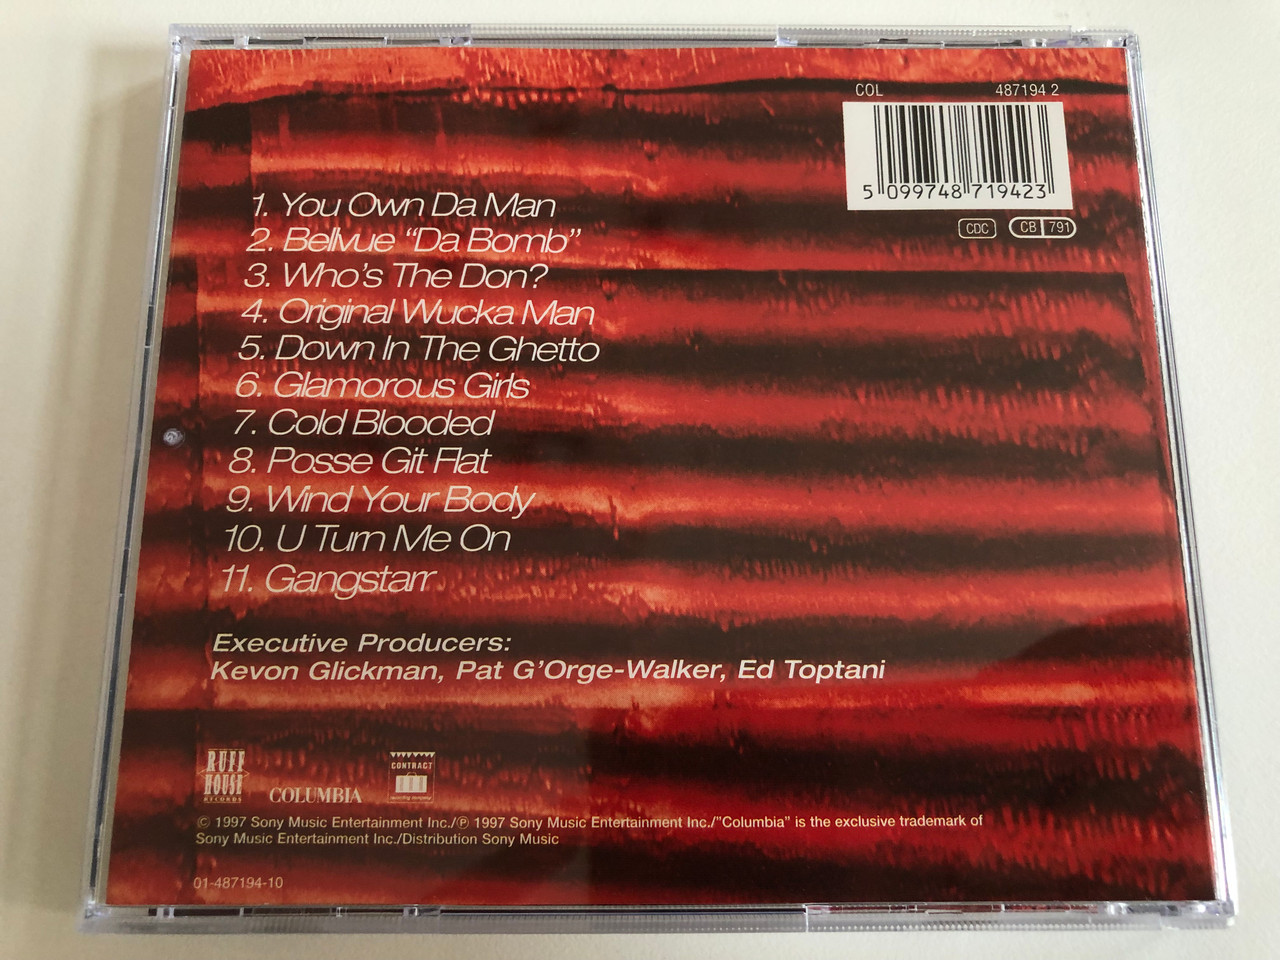 COL 487194 2
5 099748 719423
CDC CB 791
1. You Own Da Man
2. Bellvue “Da Bomb”
3. Who's The Don?
4. Original Wucka Man
5. Down In The Ghetto
6. Glamorous Girls
7. Cold Blooded
8. Posse Git Flat
9. Wind Your Body
10. U Turn Me On
11. Gangstarr
Executive Producers:
Kevon Glickman, Pat G'Orge-Walker, Ed Toptani
RUFF
HOUSE
RECORDS
COLUMBIA
CONTRACT
© 1997 Sony Music Entertainment Inc./℗ 1997 Sony Music Entertainment Inc./"Columbia" is the exclusive trademark of
Sony Music Entertainment Inc./Distribution Sony Music
01-487194-10